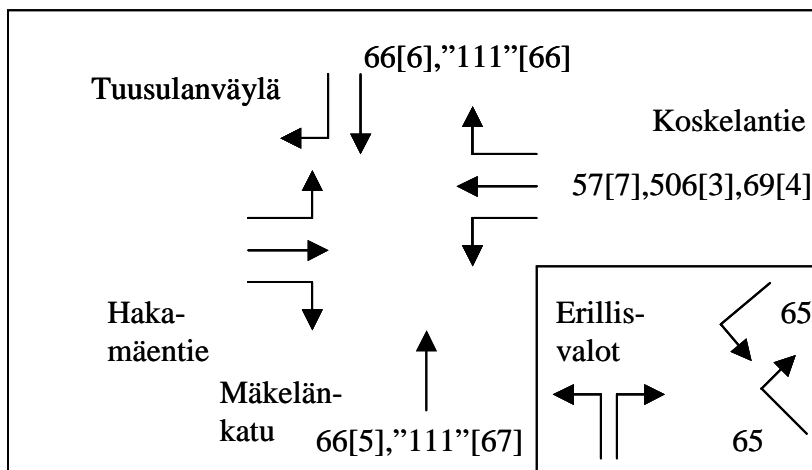 66[6],”111”[66]
Tuusulanväylä
Koskelantie
57[7],506[3],69[4]
Haka-
mäentie
Mäkelän-
katu
66[5],”111”[67]
Erillis-
valot
65
65